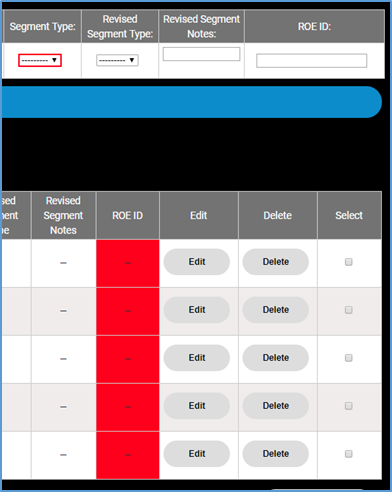 Segment Type:
Revised
Segment Type:
Revised Segment
Notes:
ROE ID:
---------
---------
Revised
Segment
Notes
ROE ID
Edit
Delete
Select
--
--
Edit
Delete
--
--
Edit
Delete
--
--
Edit
Delete
--
--
Edit
Delete
--
--
Edit
Delete